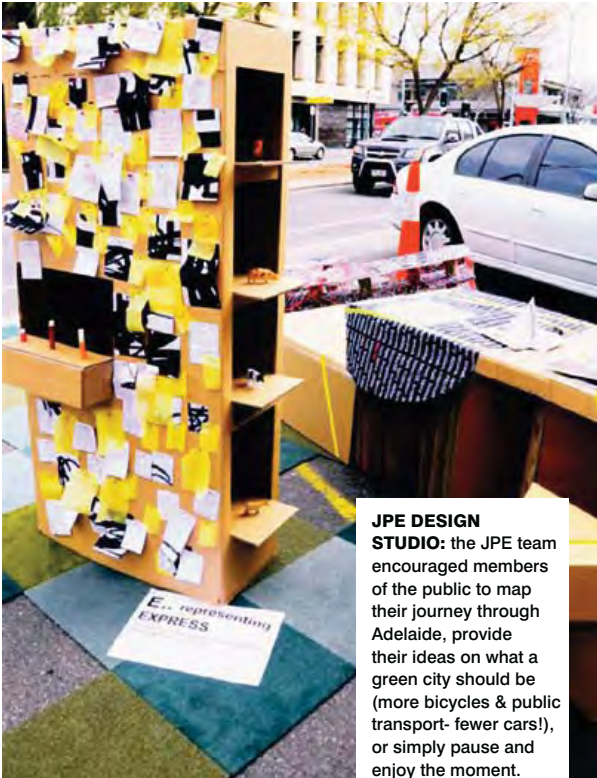 E.. representing
EXPRESS
JPE DESIGN
STUDIO: the JPE team
encouraged members
of the public to map
their journey through
Adelaide, provide
their ideas on what a
green city should be
(more bicycles & public
transport- fewer cars!),
or simply pause and
enjoy the moment.